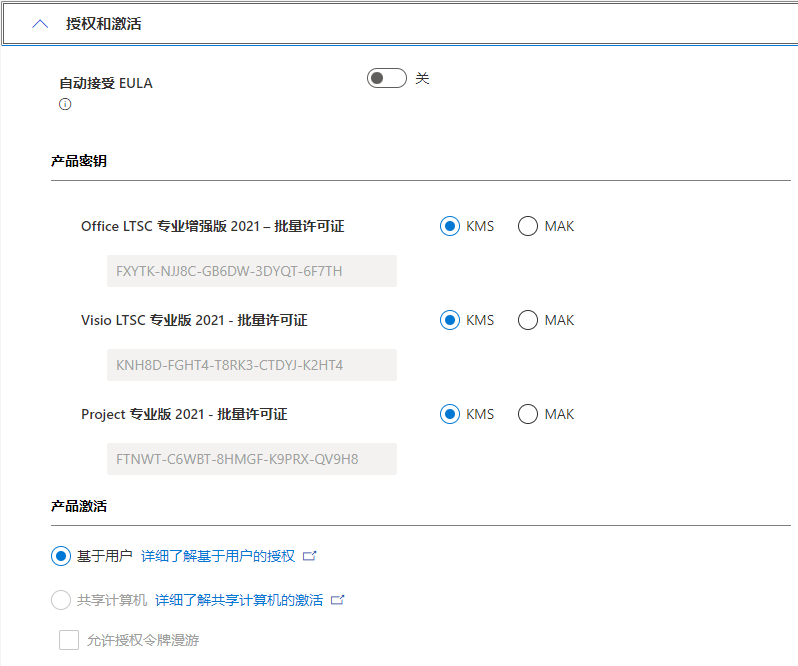 授权和激活
自动接受 EULA
关
产品密钥
Office LTSC 专业增强版 2021 – 批量许可证 KMS MAK
FXYTK-NJJ8C-GB6DW-3DYQT-6F7TH
Visio LTSC 专业版 2021 - 批量许可证 KMS MAK
KNH8D-FGHT4-T8RK3-CTDYJ-K2HT4
Project 专业版 2021 - 批量许可证 KMS MAK
FTNWT-C6WBT-8HMGF-K9PRX-QV9H8
产品激活
基于用户 详细了解基于用户的授权
共享计算机 详细了解共享计算机的激活
允许授权令牌漫游